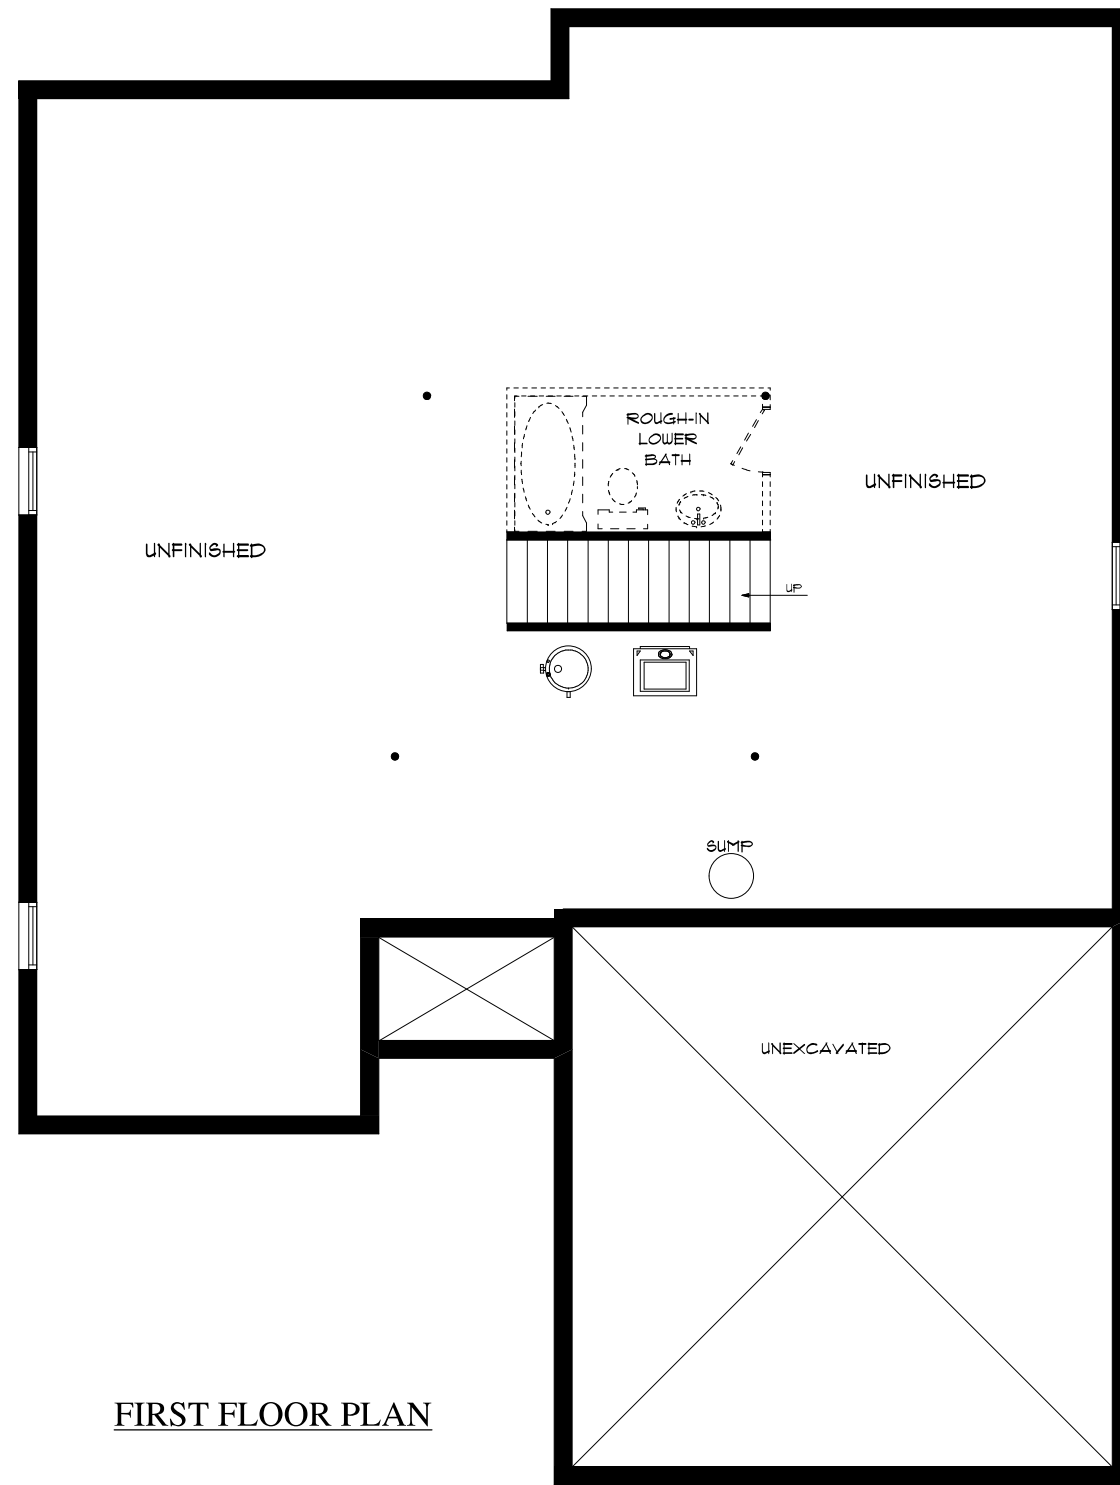 ROUGH-IN
LOWER
BATH
UNFINISHED
UNFINISHED
UP
SUMP
UNEXCAVATED
FIRST FLOOR PLAN